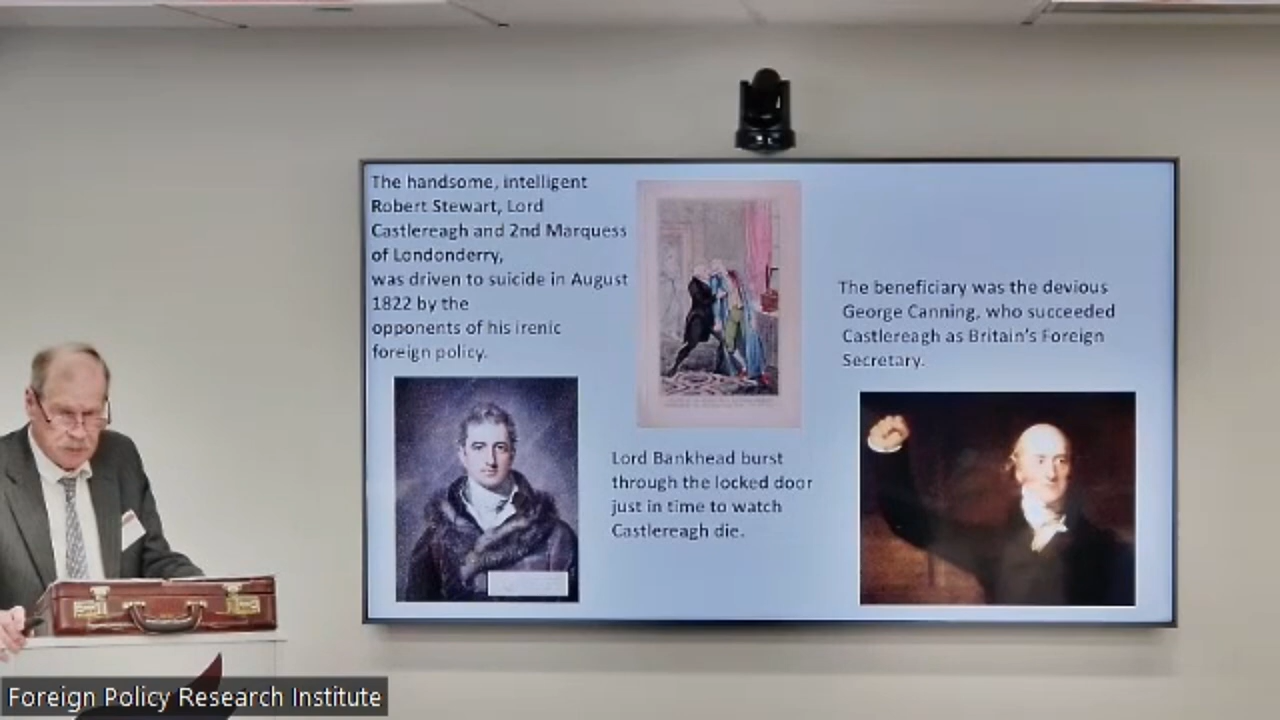 The handsome, intelligent
Robert Stewart, Lord
Castlereagh and 2nd Marquess
of Londonderry,
was driven to suicide in August
1822 by the
opponents of his irenic
foreign policy.
Lord Bankhead burst
through the locked door
just in time to watch
Castlereagh die.
The beneficiary was the devious
George Canning, who succeeded
Castlereagh as Britain's Foreign
Secretary.
Foreign Policy Research Institute